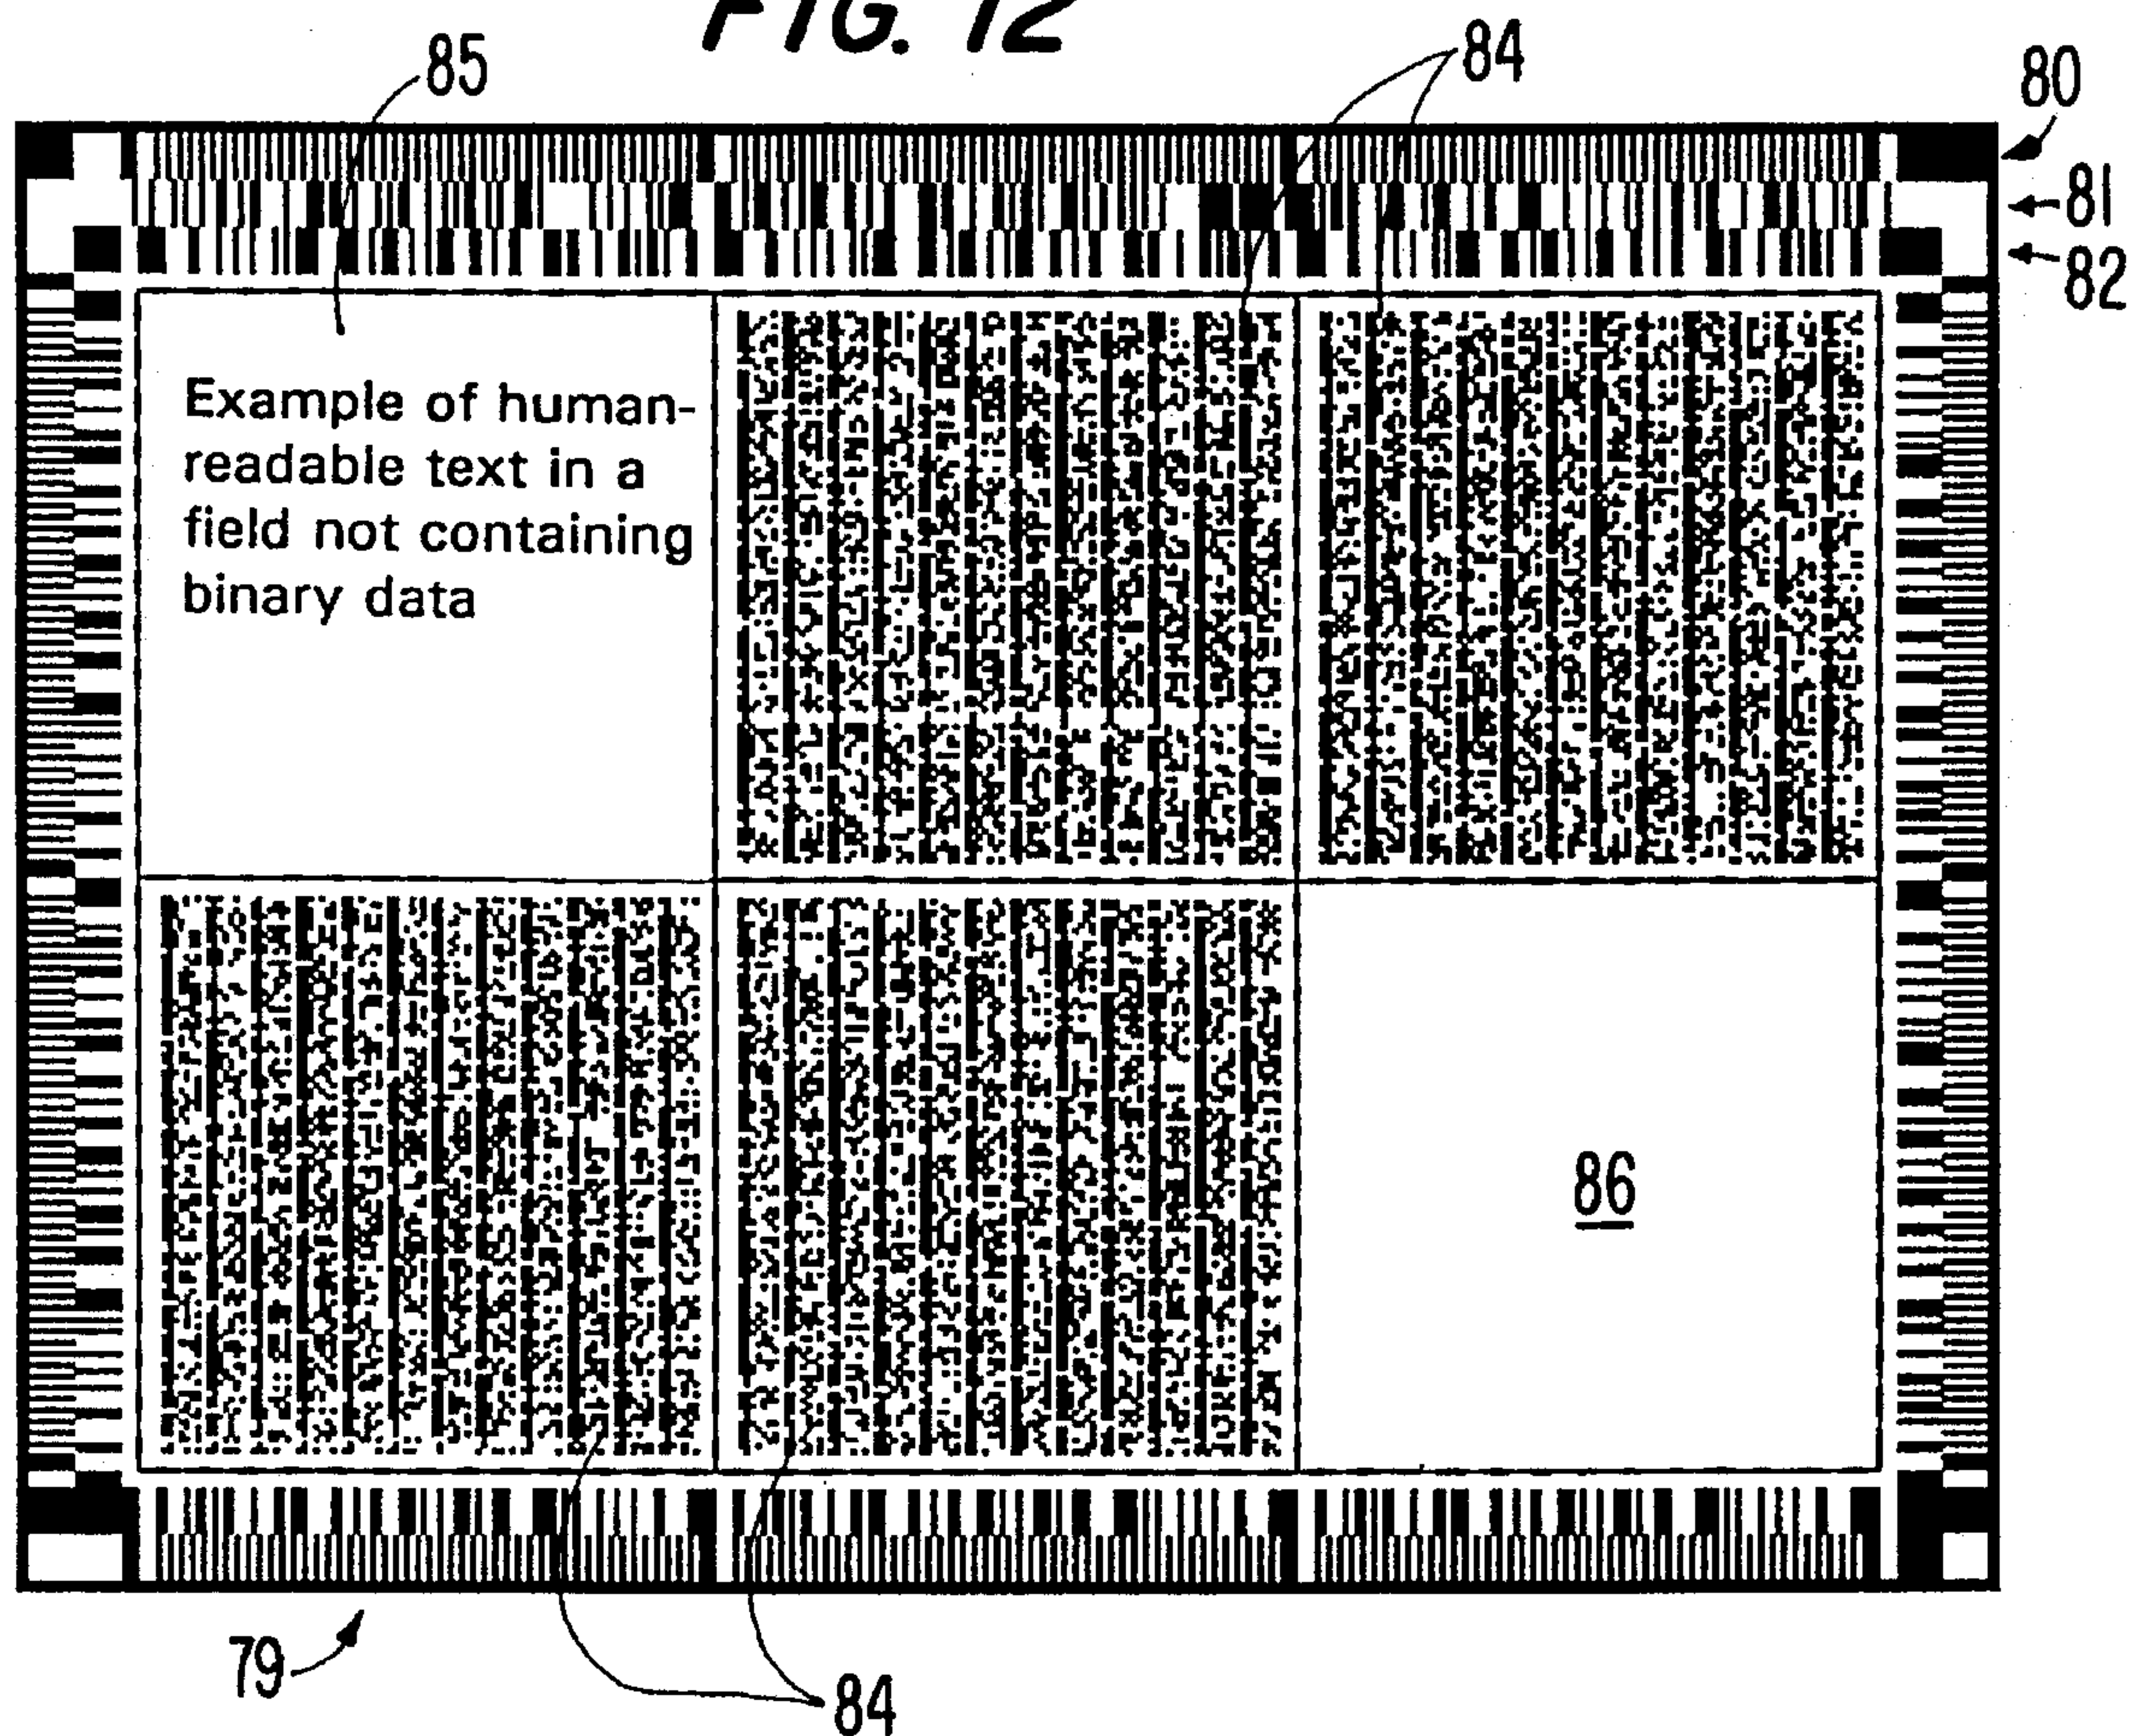 FIG. 12
85
84
80
81
82
Example of human-
readable text in a
field not containing
binary data
86
79
84